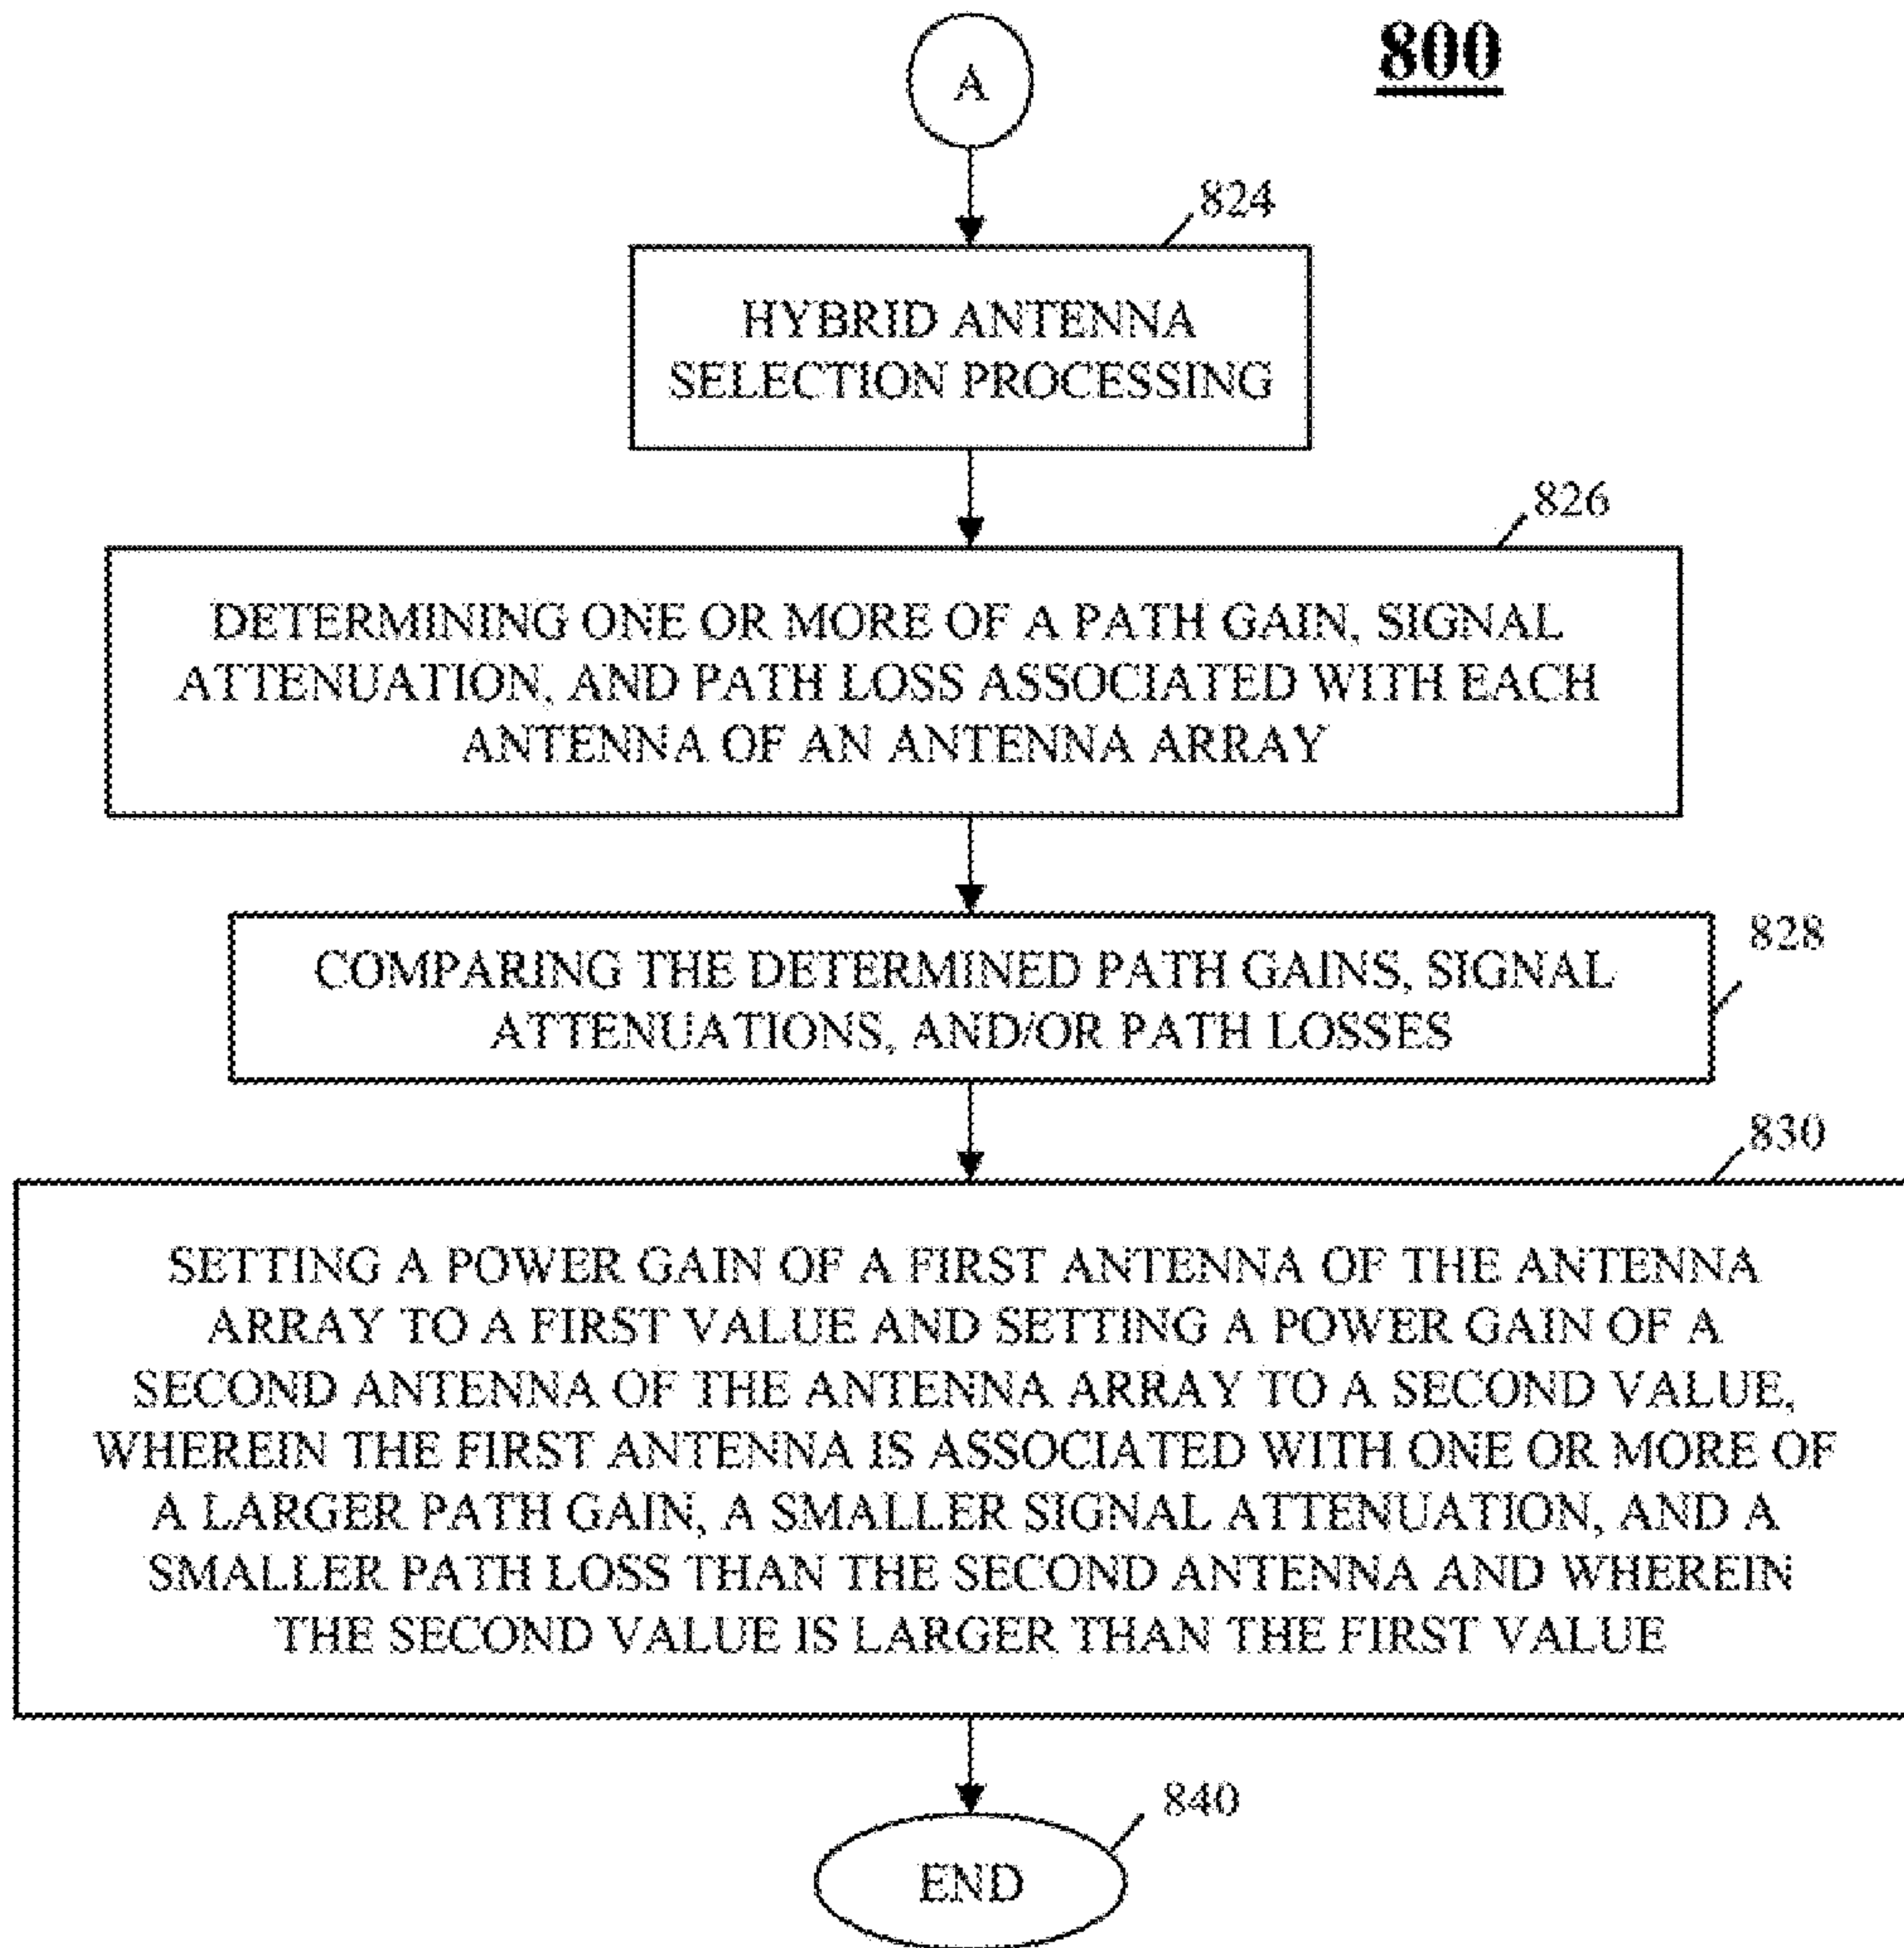 800
A
824
HYBRID ANTENNA
SELECTION PROCESSING
826
DETERMINING ONE OR MORE OF A PATH GAIN, SIGNAL
ATTENUATION, AND PATH LOSS ASSOCIATED WITH EACH
ANTENNA OF AN ANTENNA ARRAY
828
COMPARING THE DETERMINED PATH GAINS, SIGNAL
ATTENUATIONS, AND/OR PATH LOSSES
830
SETTING A POWER GAIN OF A FIRST ANTENNA OF THE ANTENNA
ARRAY TO A FIRST VALUE AND SETTING A POWER GAIN OF A
SECOND ANTENNA OF THE ANTENNA ARRAY TO A SECOND VALUE,
WHEREIN THE FIRST ANTENNA IS ASSOCIATED WITH ONE OR MORE OF
A LARGER PATH GAIN, A SMALLER SIGNAL ATTENUATION, AND A
SMALLER PATH LOSS THAN THE SECOND ANTENNA AND WHEREIN
THE SECOND VALUE IS LARGER THAN THE FIRST VALUE
840
END